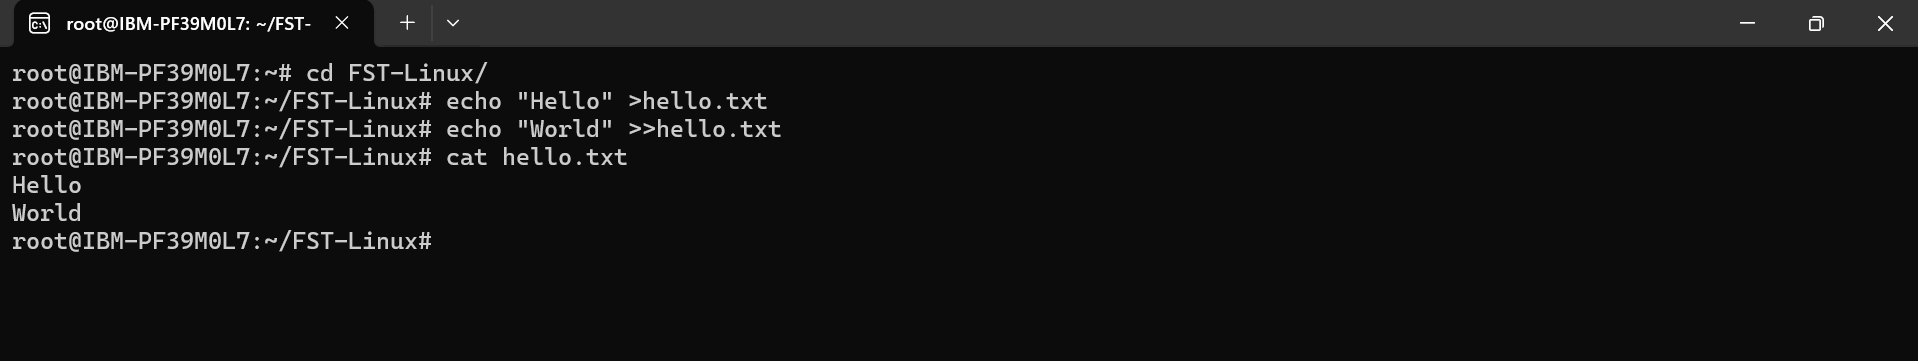 root@IBM-PF39M0L7: ~/FST-
root@IBM-PF39M0L7:~# cd FST-Linux/
root@IBM-PF39M0L7:~/FST-Linux# echo "Hello" >hello.txt
root@IBM-PF39M0L7:~/FST-Linux# echo "World" >>hello.txt
root@IBM-PF39M0L7:~/FST-Linux# cat hello.txt
Hello
World
root@IBM-PF39M0L7:~/FST-Linux#